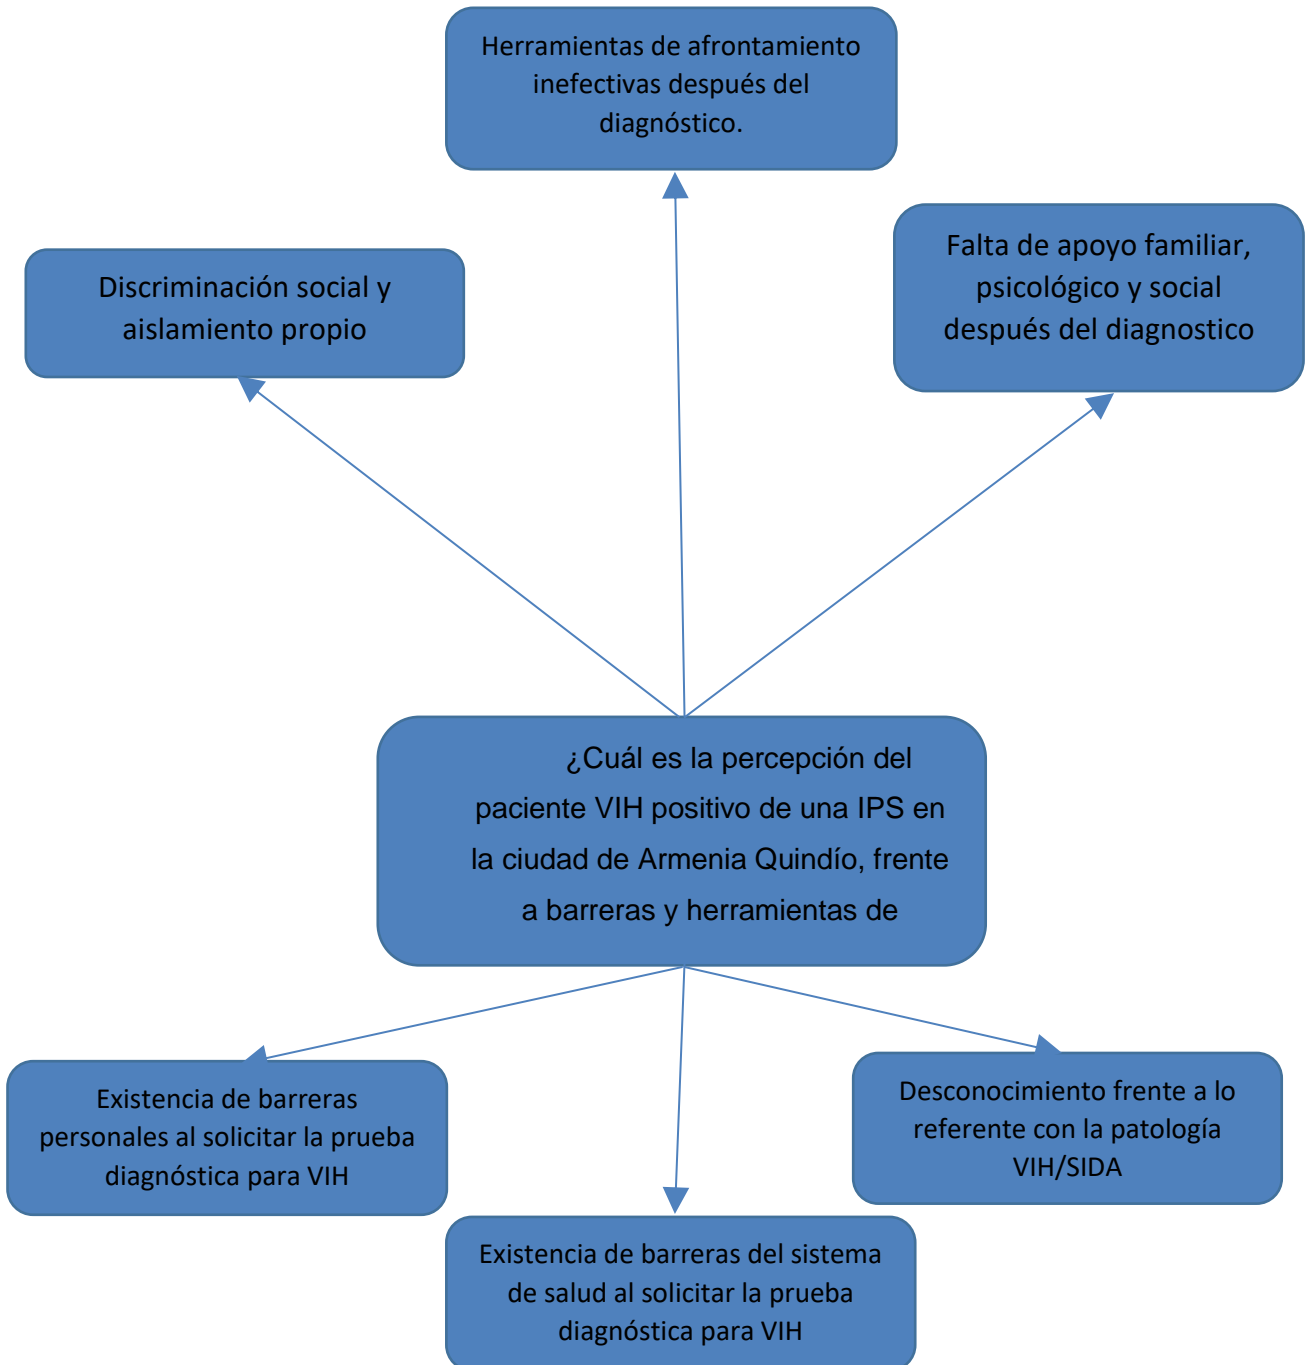 Herramientas de afrontamiento
inefectivas después del
diagnóstico.
Discriminación social y
aislamiento propio
Falta de apoyo familiar,
psicológico y social
después del diagnostico
¿Cuál es la percepción del
paciente VIH positivo de una IPS en
la ciudad de Armenia Quindío, frente
a barreras y herramientas de
Existencia de barreras
personales al solicitar la prueba
diagnóstica para VIH
Desconocimiento frente a lo
referente con la patología
VIH/SIDA
Existencia de barreras del sistema
de salud al solicitar la prueba
diagnóstica para VIH